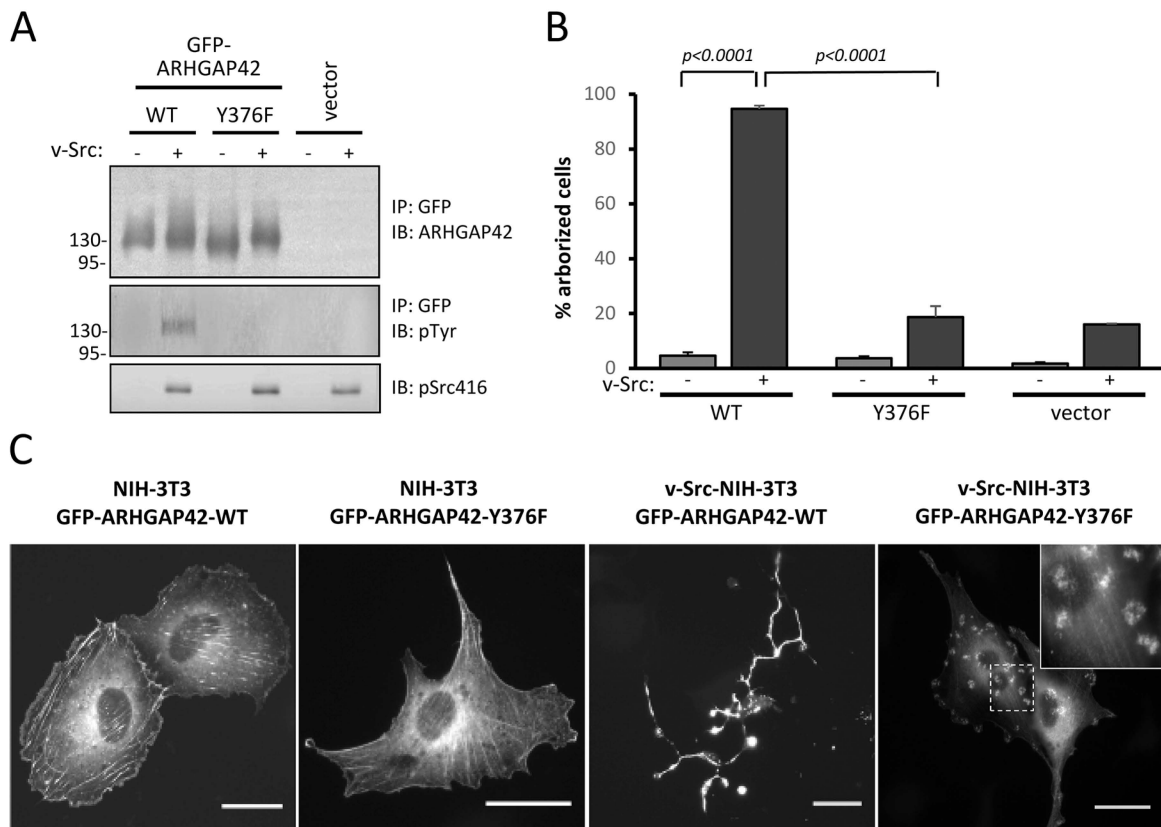 A
GFP-
ARHGAP42
WT
Y376F
vector
v-Src:
-
+
-
+
-
+
130-
95-
IP: GFP
IB: ARHGAP42
130-
95-
IP: GFP
IB: pTyr
IB: pSrc416
B
p<0.0001
p<0.0001
% arborized cells
100
80
60
40
20
0
v-Src:
-
+
-
+
-
+
WT
Y376F
vector
C
NIH-3T3
GFP-ARHGAP42-WT
NIH-3T3
GFP-ARHGAP42-Y376F
v-Src-NIH-3T3
GFP-ARHGAP42-WT
v-Src-NIH-3T3
GFP-ARHGAP42-Y376F